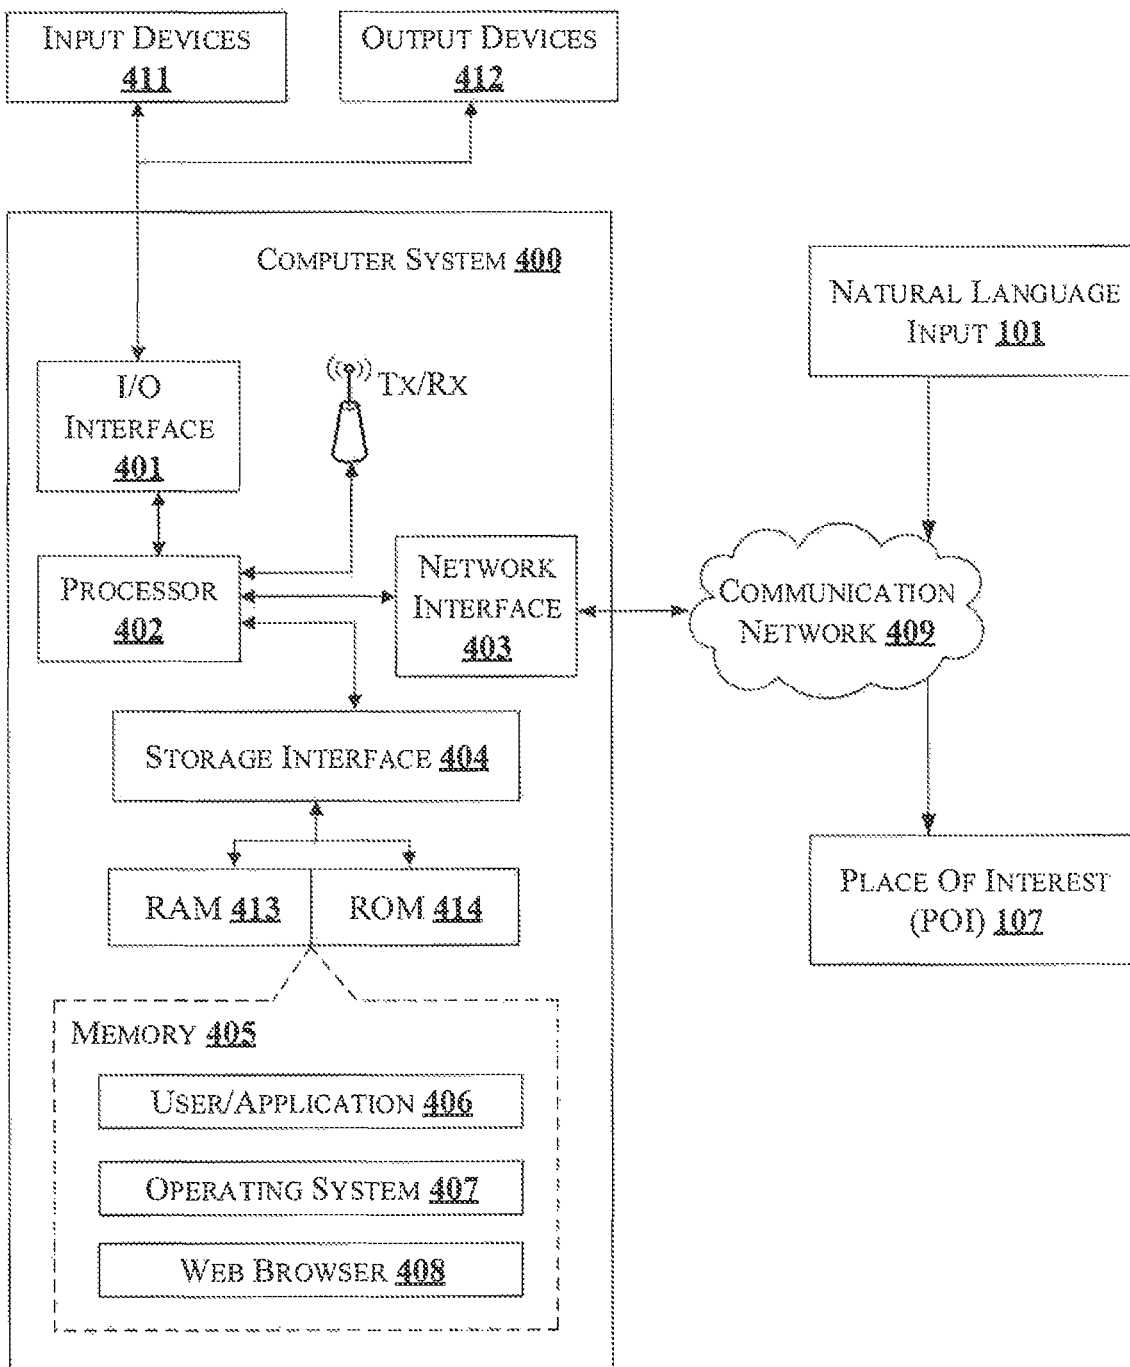 INPUT DEVICES
411
OUTPUT DEVICES
412
COMPUTER SYSTEM 400
NATURAL LANGUAGE
INPUT 101
I/O
INTERFACE
401
TX/RX
PROCESSOR
402
NETWORK
INTERFACE
403
COMMUNICATION
NETWORK 409
STORAGE INTERFACE 404
RAM 413
ROM 414
PLACE OF INTEREST
(POI) 107
MEMORY 405
USER/APPLICATION 406
OPERATING SYSTEM 407
WEB BROWSER 408